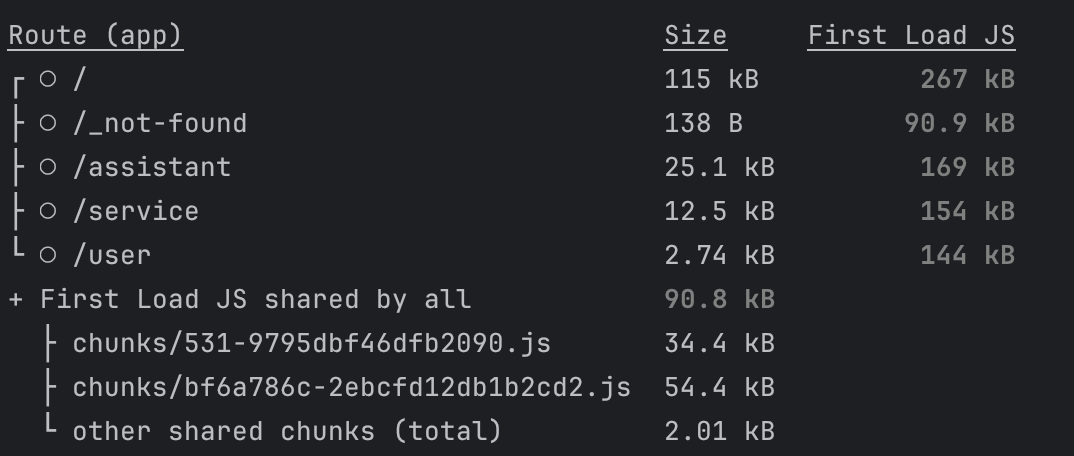 Route (app) Size First Load JS
┌ ○ / 115 kB 267 kB
├ ○ /_not-found 138 B 90.9 kB
├ ○ /assistant 25.1 kB 169 kB
├ ○ /service 12.5 kB 154 kB
└ ○ /user 2.74 kB 144 kB
+ First Load JS shared by all 90.8 kB
├ chunks/531-9795dbf46dfb2090.js 34.4 kB
├ chunks/bf6a786c-2ebcfd12db1b2cd2.js 54.4 kB
└ other shared chunks (total) 2.01 kB